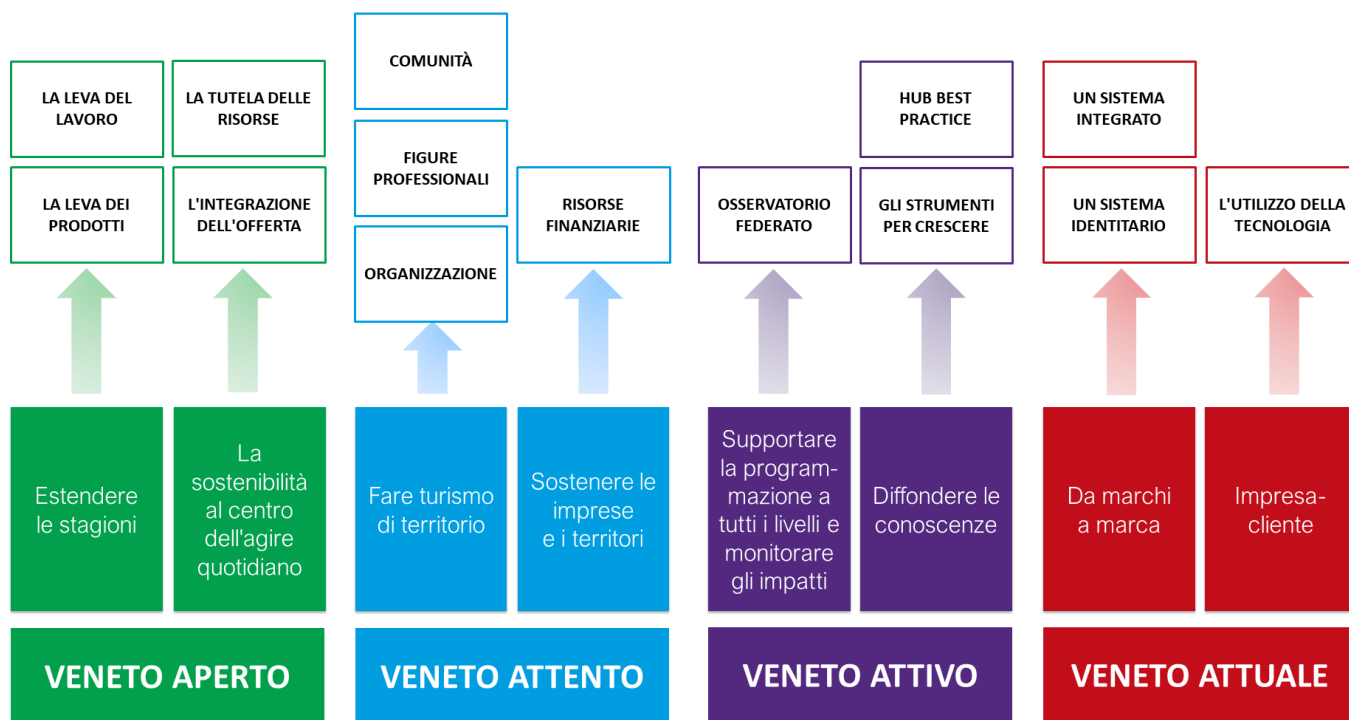 COMUNITÀ
LA LEVA DEL
LAVORO
LA TUTELA DELLE
RISORSE
HUB BEST
PRACTICE
UN SISTEMA
INTEGRATO
FIGURE
PROFESSIONALI
LA LEVA DEI
PRODOTTI
L'INTEGRAZIONE
DELL'OFFERTA
RISORSE
FINANZIARIE
OSSERVATORIO
FEDERATO
GLI STRUMENTI
PER CRESCERE
UN SISTEMA
IDENTITARIO
L'UTILIZZO DELLA
TECNOLOGIA
ORGANIZZAZIONE
Estendere
le stagioni
La
sostenibilità
al centro
dell'agire
quotidiano
Fare turismo
di territorio
Sostenere le
imprese
e i territori
Supportare
la program-
mazione a
tutti i livelli e
monitorare
gli impatti
Diffondere le
conoscenze
Da marchi
a marca
Impresa-
cliente
VENETO APERTO
VENETO ATTENTO
VENETO ATTIVO
VENETO ATTUALE